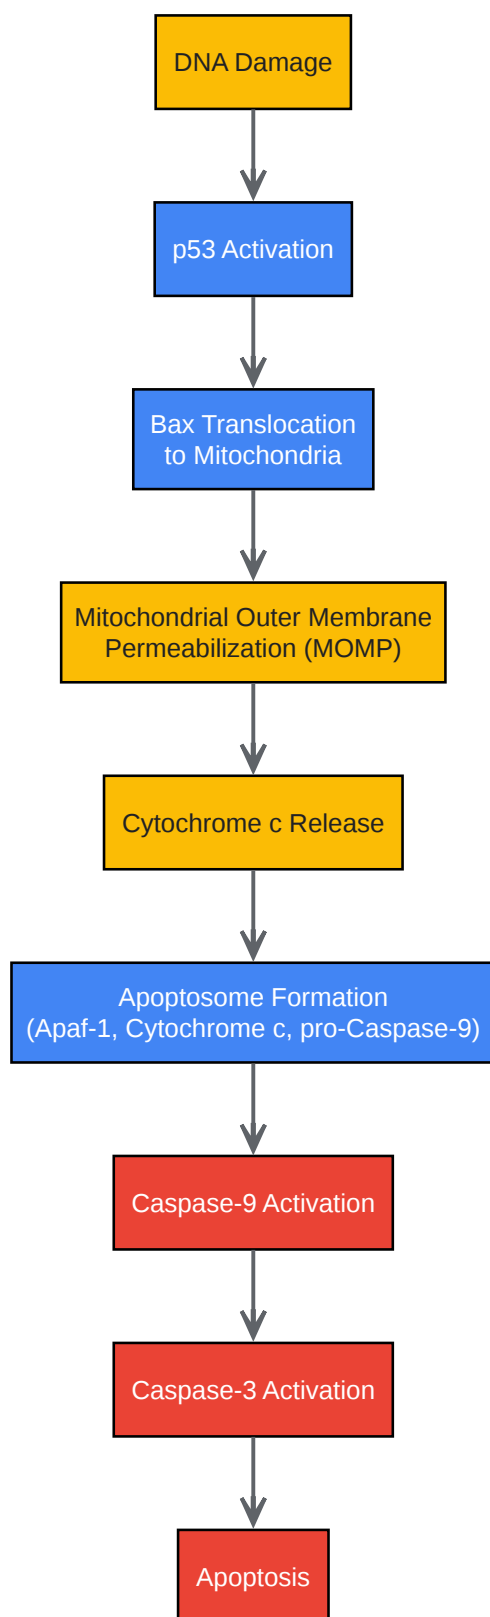 DNA Damage
p53 Activation
Bax Translocation
to Mitochondria
Mitochondrial Outer Membrane
Permeabilization (MOMP)
Cytochrome c Release
Apoptosome Formation
(Apaf-1, Cytochrome c, pro-Caspase-9)
Caspase-9 Activation
Caspase-3 Activation
Apoptosis